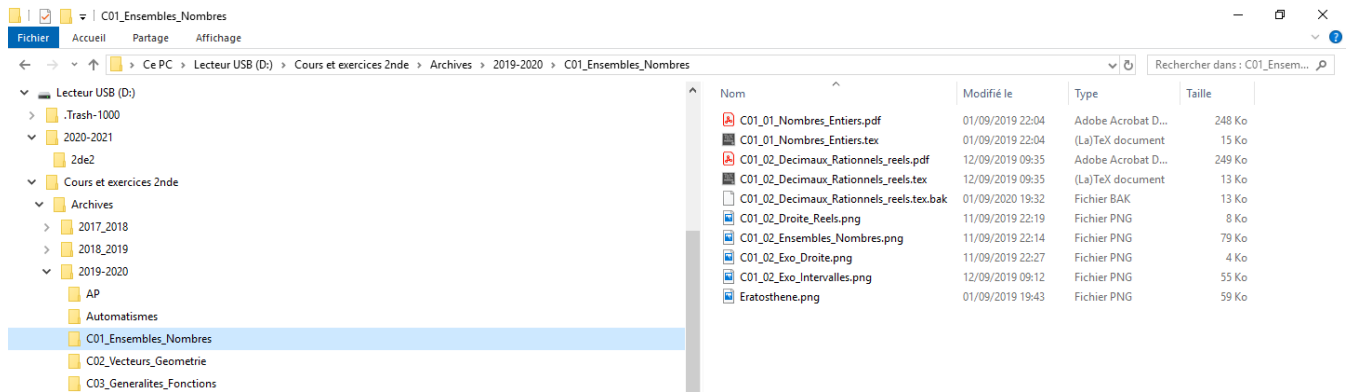 C01_Ensembles_Nombres
Fichier Accueil Partage Affichage
Ce PC > Lecteur USB (D:) > Cours et exercices 2nde > Archives > 2019-2020 > C01_Ensembles_Nombres
Rechercher dans : C01_Ensem...
Lecteur USB (D:)
.Trash-1000
2020-2021
2de2
Cours et exercices 2nde
Archives
2017_2018
2018_2019
2019-2020
AP
Automatismes
C01_Ensembles_Nombres
C02_Vecteurs_Geometrie
C03_Generalites_Fonctions
Nom Modifié le Type Taille
C01_01_Nombres_Entiers.pdf 01/09/2019 22:04 Adobe Acrobat D... 248 Ko
C01_01_Nombres_Entiers.tex 01/09/2019 22:04 (La)TeX document 15 Ko
C01_02_Decimaux_Rationnels_reels.pdf 12/09/2019 09:35 Adobe Acrobat D... 249 Ko
C01_02_Decimaux_Rationnels_reels.tex 12/09/2019 09:35 (La)TeX document 13 Ko
C01_02_Decimaux_Rationnels_reels.tex.bak 01/09/2020 19:32 Fichier BAK 13 Ko
C01_02_Droite_Reels.png 11/09/2019 22:19 Fichier PNG 8 Ko
C01_02_Ensembles_Nombres.png 11/09/2019 22:14 Fichier PNG 79 Ko
C01_02_Exo_Droite.png 11/09/2019 22:27 Fichier PNG 4 Ko
C01_02_Exo_Intervalles.png 12/09/2019 09:12 Fichier PNG 55 Ko
Eratosthene.png 01/09/2019 19:43 Fichier PNG 59 Ko